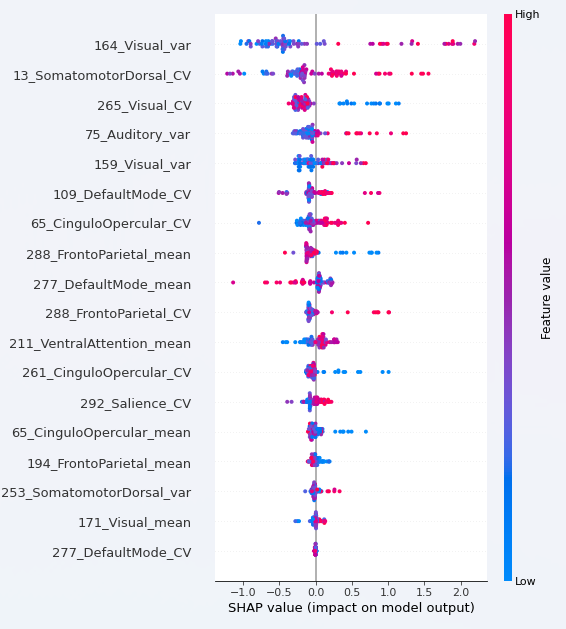 High
164_Visual_var
13_SomatomotorDorsal_CV
265_Visual_CV
75_Auditory_var
159_Visual_var
109_DefaultMode_CV
65_CinguloOpercular_CV
288_FrontoParietal_mean
277_DefaultMode_mean
288_FrontoParietal_CV
211_VentralAttention_mean
261_CinguloOpercular_CV
292_Salience_CV
65_CinguloOpercular_mean
194_FrontoParietal_mean
253_SomatomotorDorsal_var
171_Visual_mean
277_DefaultMode_CV
Feature value
Low
−1.0 −0.5 0.0 0.5 1.0 1.5 2.0
SHAP value (impact on model output)